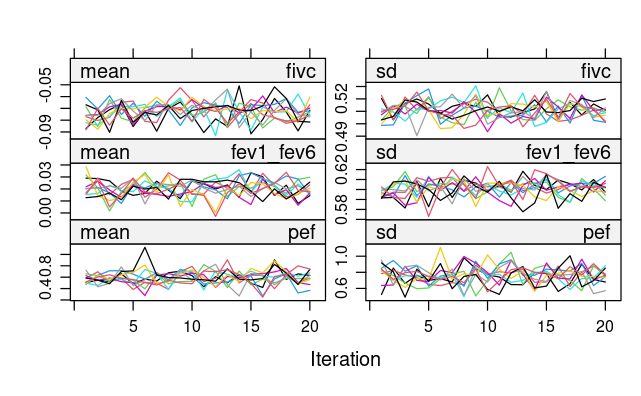 mean fivc
sd fivc
-0.05
-0.09
0.52
0.49
mean fev1_fev6
sd fev1_fev6
0.03
0.00
0.62
0.58
mean pef
sd pef
0.8
0.4
1.0
0.6
5 10 15 20
5 10 15 20
Iteration